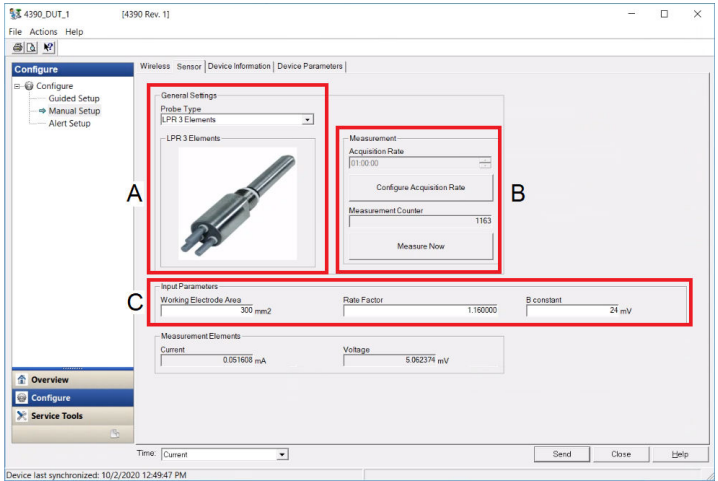 4390_DUT_1 [4390 Rev. 1]
File Actions Help
Configure
Configure
Guided Setup
Manual Setup
Alert Setup
Overview
Configure
Service Tools
Wireless Sensor Device Information Device Parameters
General Settings
Probe Type
LPR 3 Elements
LPR 3 Elements
A
Measurement
Acquisition Rate
01:00:00
Configure Acquisition Rate
Measurement Counter
1163
Measure Now
B
C
Input Parameters
Working Electrode Area Rate Factor B constant
300 mm2 1.160000 24 mV
Measurement Elements
Current Voltage
0.051608 mA 5.062374 mV
Time: Current Send Close Help
Device last synchronized: 10/2/2020 12:49:47 PM